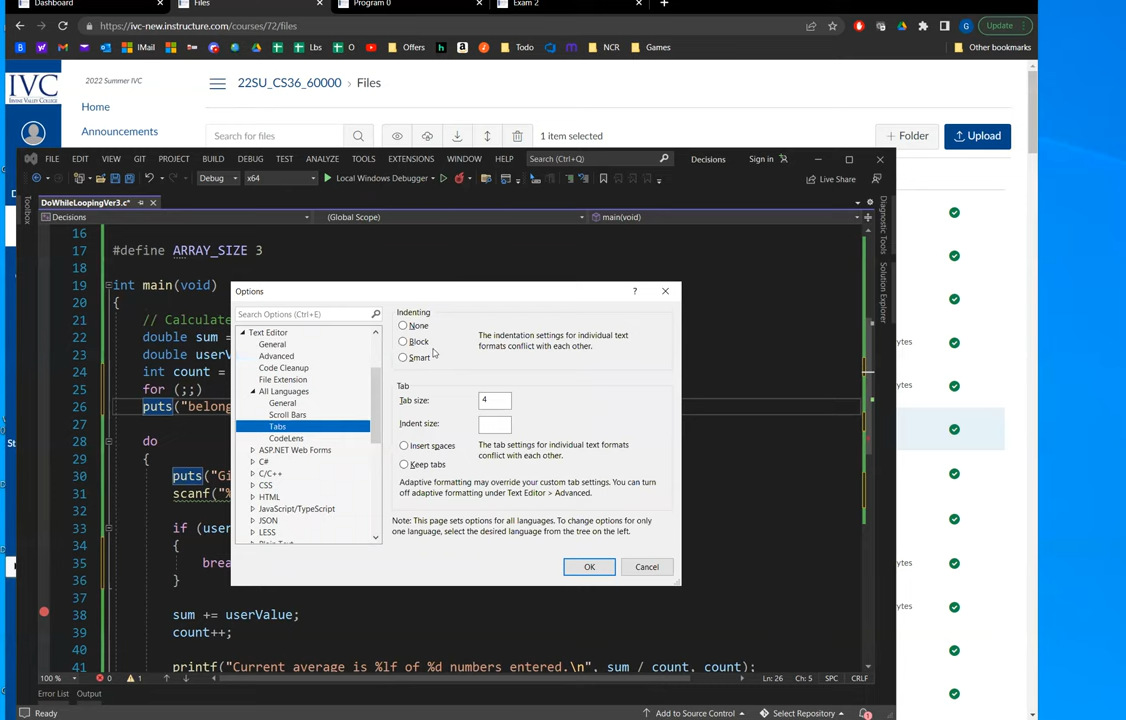 Dashboard × Files × Program 0 × Exam 2 × +
https://ivc-new.instructure.com/courses/72/files
Update
IMail Lbs O Offers Todo NCR Games Other bookmarks
IVC
IRVINE VALLEY COLLEGE
2022 Summer IVC
Home
Announcements
22SU_CS36_60000 › Files
Search for files
1 item selected
+ Folder
Upload
FILE EDIT VIEW GIT PROJECT BUILD DEBUG TEST ANALYZE TOOLS EXTENSIONS WINDOW HELP Search (Ctrl+Q) Decisions Sign in
Debug x64 Local Windows Debugger Live Share
Toolbox
DoWhileLoopingVer3.c*
Decisions (Global Scope) main(void)
Diagnostic Tools
Solution Explorer
16
17 #define ARRAY_SIZE 3
18
19 int main(void)
20 {
21 // Calculate
22 double sum =
23 double userV
24 int count =
25 for (;;)
26 puts("belong
28 do
29 {
30 puts("Gi
31 scanf("%
33 if (user
34 {
35 brea
36 }
37
38 sum += userValue;
39 count++;
40
41 printf("Current average is %lf of %d numbers entered.\n", sum / count, count);
Options
Search Options (Ctrl+E)
Text Editor
General
Advanced
Code Cleanup
File Extension
All Languages
General
Scroll Bars
Tabs
CodeLens
ASP.NET Web Forms
C#
C/C++
CSS
HTML
JavaScript/TypeScript
JSON
LESS
Indenting
None
Block
Smart
The indentation settings for individual text
formats conflict with each other.
Tab
Tab size: 4
Indent size:
Insert spaces
Keep tabs
The tab settings for individual text formats
conflict with each other.
Adaptive formatting may override your custom tab settings. You can
turn off adaptive formatting under Text Editor > Advanced.
Note: This page sets options for all languages. To change options for only
one language, select the desired language from the tree on the left.
OK
Cancel
ytes
bytes
100 % 0 1 Ln: 26 Ch: 5 SPC CRLF
Error List Output
Ready Add to Source Control Select Repository 1